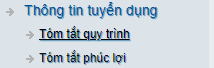 Thông tin tuyển dụng
Tóm tắt quy trình
Tóm tắt phúc lợi